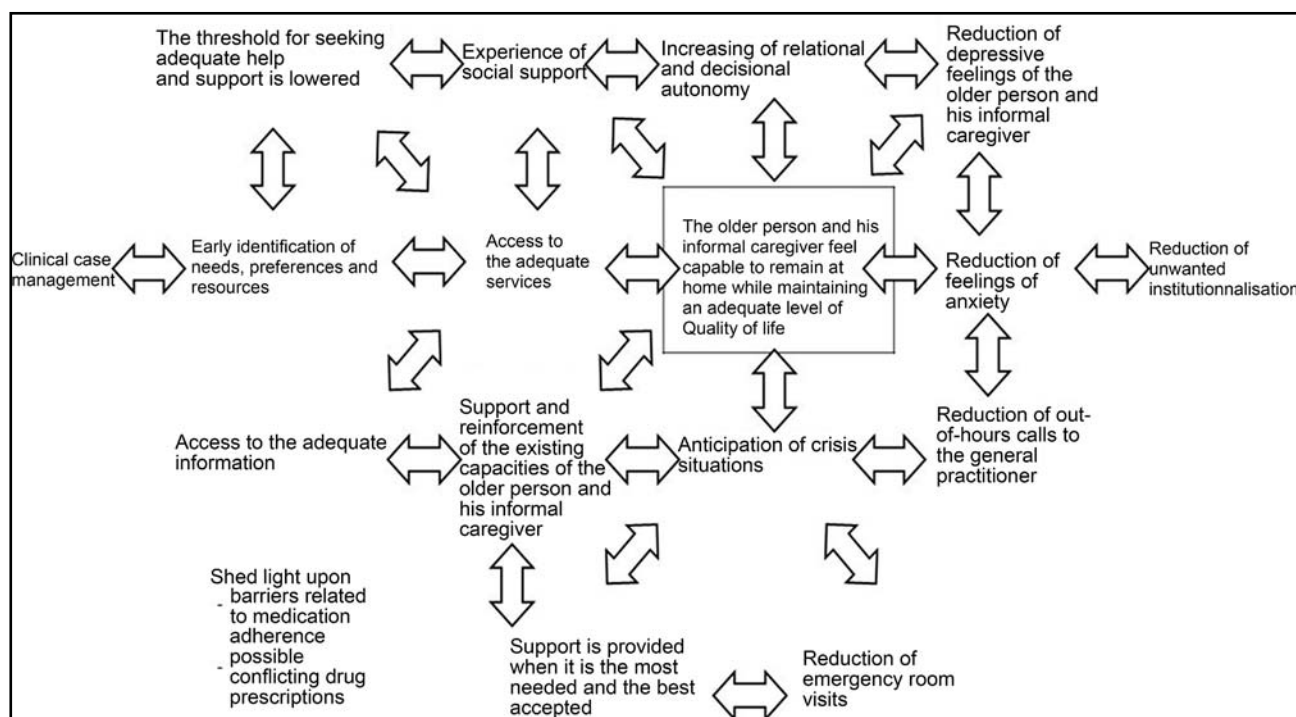 The threshold for seeking
adequate help
and support is lowered
Experience of
social support
Increasing of relational
and decisional
autonomy
Reduction of
depressive
feelings of the
older person and
his informal
caregiver
Clinical case
management
Early identification of
needs, preferences and
resources
Access to
the adequate
services
The older person and his
informal caregiver feel
capable to remain at
home while maintaining
an adequate level of
Quality of life
Reduction of
feelings of
anxiety
Reduction of
unwanted
institutionnalisation
Access to the adequate
information
Support and
reinforcement
of the existing
capacities of the
older person and
his informal
caregiver
Anticipation of crisis
situations
Reduction of out-
of-hours calls to
the general
practitioner
Shed light upon
- barriers related
to medication
adherence
- possible
conflicting drug
prescriptions
Support is provided
when it is the most
needed and the best
accepted
Reduction of
emergency room
visits